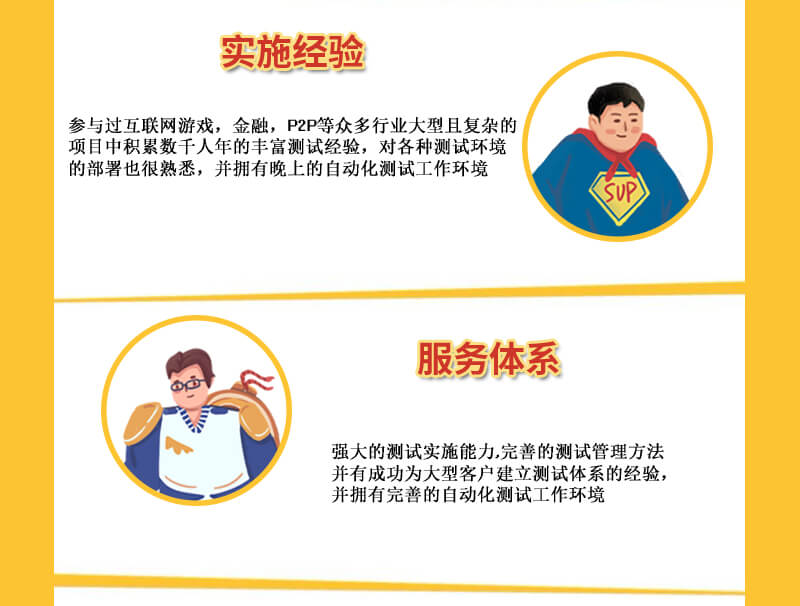 实施经验
参与过互联网游戏，金融，P2P等众多行业大型且复杂的
项目中积累数千人年的丰富测试经验，对各种测试环境
的部署也很熟悉，并拥有晚上的自动化测试工作环境
SUP
服务体系
强大的测试实施能力,完善的测试管理方法
并有成功为大型客户建立测试体系的经验，
并拥有完善的自动化测试工作环境